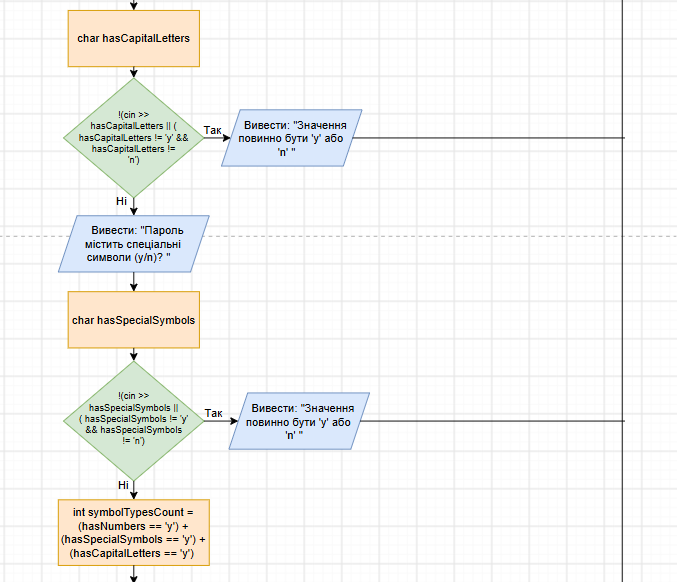 char hasCapitalLetters
!(cin >>
hasCapitalLetters || (
hasCapitalLetters != 'y' &&
hasCapitalLetters !=
'n')
Так
Вивести: "Значення
повинно бути 'y' або
'n' "
Ні
Вивести: "Пароль
містить спеціальні
символи (y/n)? "
char hasSpecialSymbols
!(cin >>
hasSpecialSymbols ||
( hasSpecialSymbols != 'y'
&& hasSpecialSymbols
!= 'n')
Так
Вивести: "Значення
повинно бути 'y' або
'n' "
Ні
int symbolTypesCount =
(hasNumbers == 'y') +
(hasSpecialSymbols == 'y') +
(hasCapitalLetters == 'y')